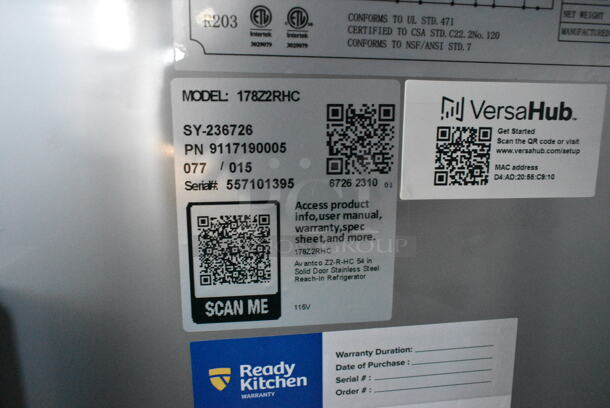 R203
Intertek
3029079
Intertek
3029079
CONFORMS TO UL STD. 471
CERTIFIED TO CSA STD. C22.2No. 120
CONFORMS TO NSF/ANSI STD. 7
NET WEIGHT
MANUFACTURED
MODEL: 178Z2RHC
SY-236726
PN 9117190005
077 / 015
Serial#: 557101395
6726 2310 01
Access product
info,user manual,
warranty,spec
sheet,and more.
178Z2RHC
Avantco Z2-R-HC 54 in
Solid Door Stainless Steel
Reach-In Refrigerator
115V
SCAN ME
VersaHub
Get Started
Scan the QR code or visit
www.versahub.com/setup
MAC address
D4:AD:20:55:C9:10
GROUP
Ready
Kitchen
WARRANTY
Warranty Duration:
Date of Purchase :
Serial # :
Order # :